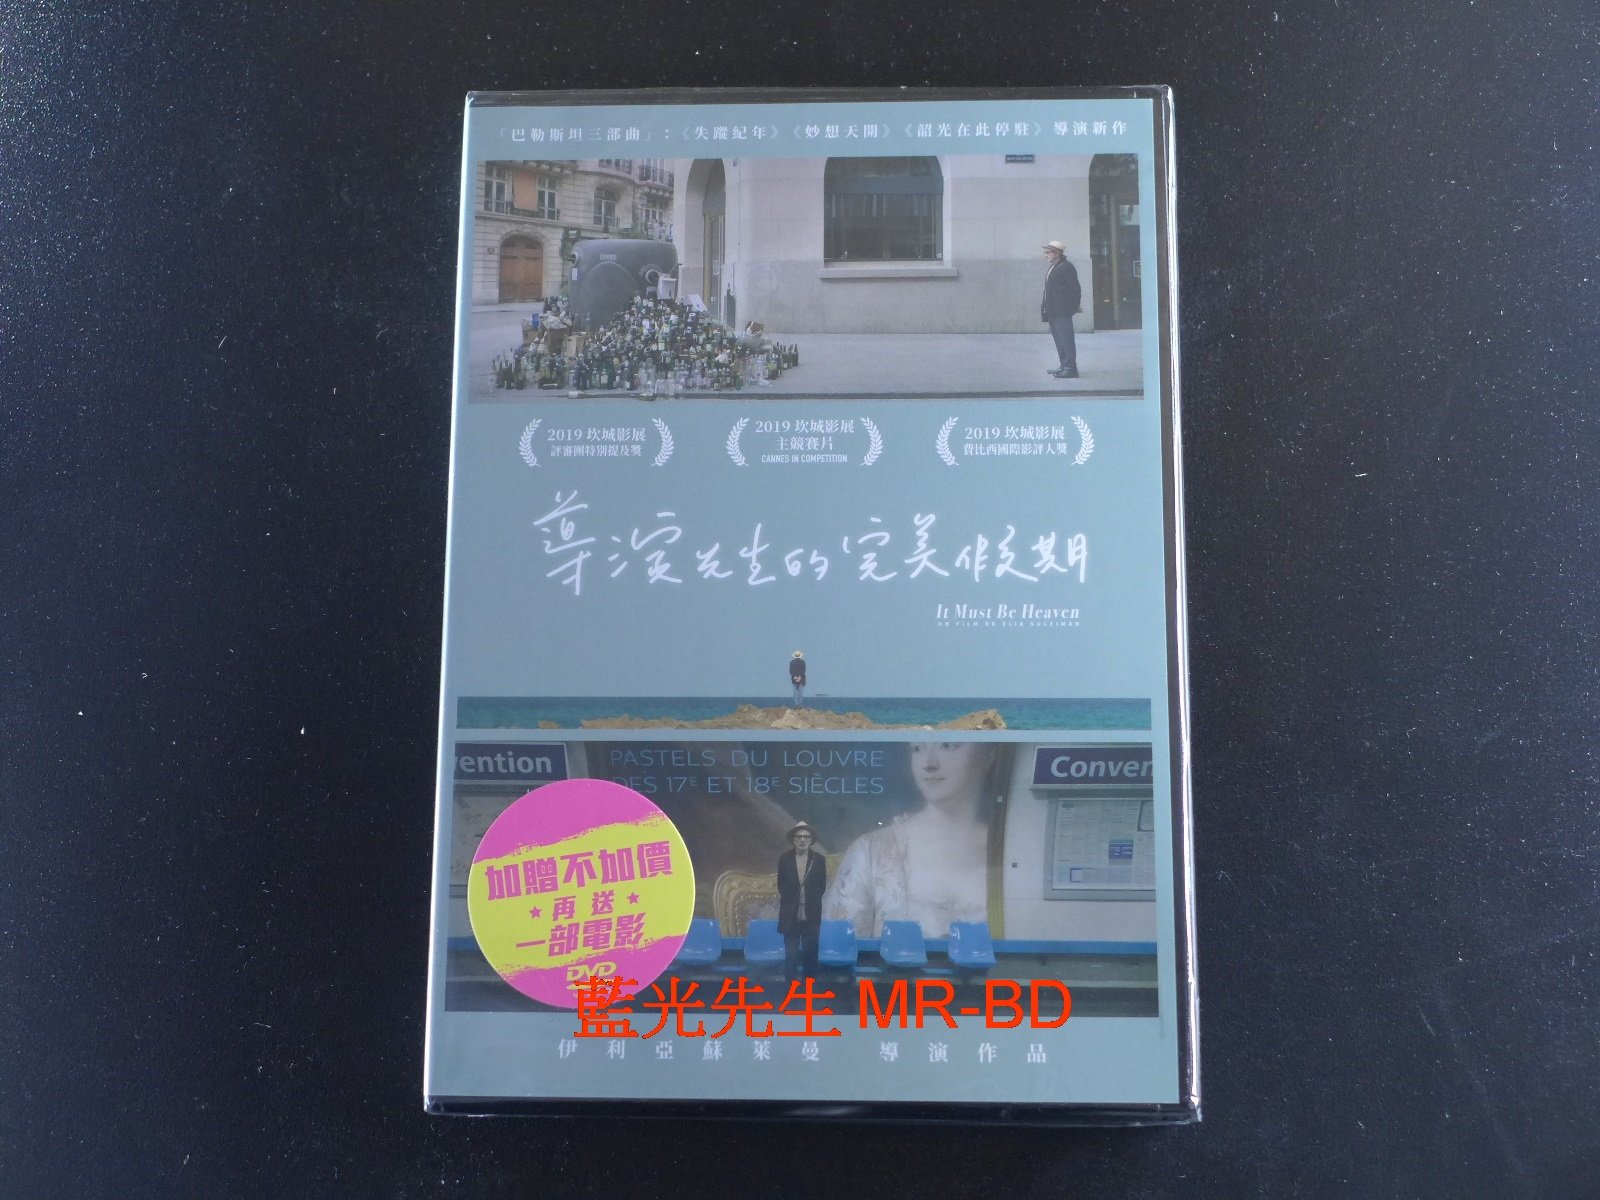 「巴勒斯坦三部曲」：《失蹤紀年》《妙想天開》《韶光在此停駐》導演新作
2019 坎城影展
評審團特別提及獎
2019 坎城影展
主競賽片
CANNES IN COMPETITION
2019 坎城影展
費比西國際影評人獎
導演先生的完美假期
It Must Be Heaven
UN FILM DE ELIA SULEIMAN
vention
PASTELS DU LOUVRE
DES 17E ET 18E SIÈCLES
Conven
加贈不加價
★再送★
一部電影
DVD
藍光先生 MR-BD
伊利亞蘇萊曼 導演作品